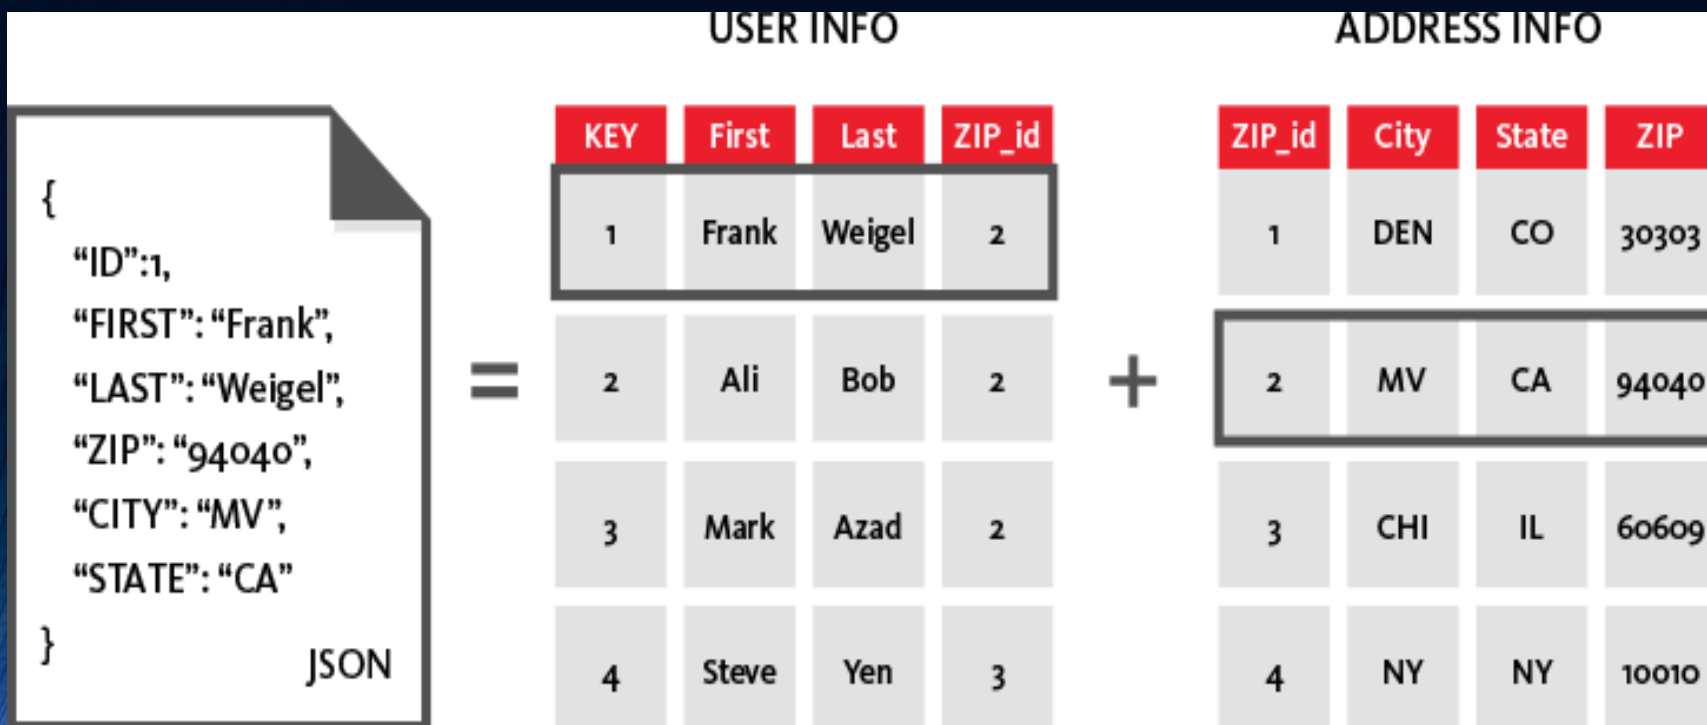 USER INFO
ADDRESS INFO
{
“ID”:1,
“FIRST”: “Frank”,
“LAST”: “Weigel”,
“ZIP”: “94040”,
“CITY”: “MV”,
“STATE”: “CA”
}
JSON
=
KEY First Last ZIP_id
1 Frank Weigel 2
2 Ali Bob 2
3 Mark Azad 2
4 Steve Yen 3
+
ZIP_id City State ZIP
1 DEN CO 30303
2 MV CA 94040
3 CHI IL 60609
4 NY NY 10010